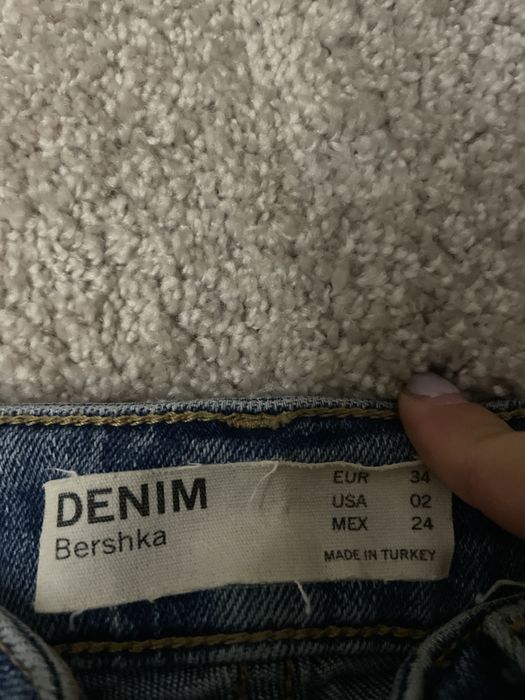 DENIM
Bershka
EUR 34
USA 02
MEX 24
MADE IN TURKEY